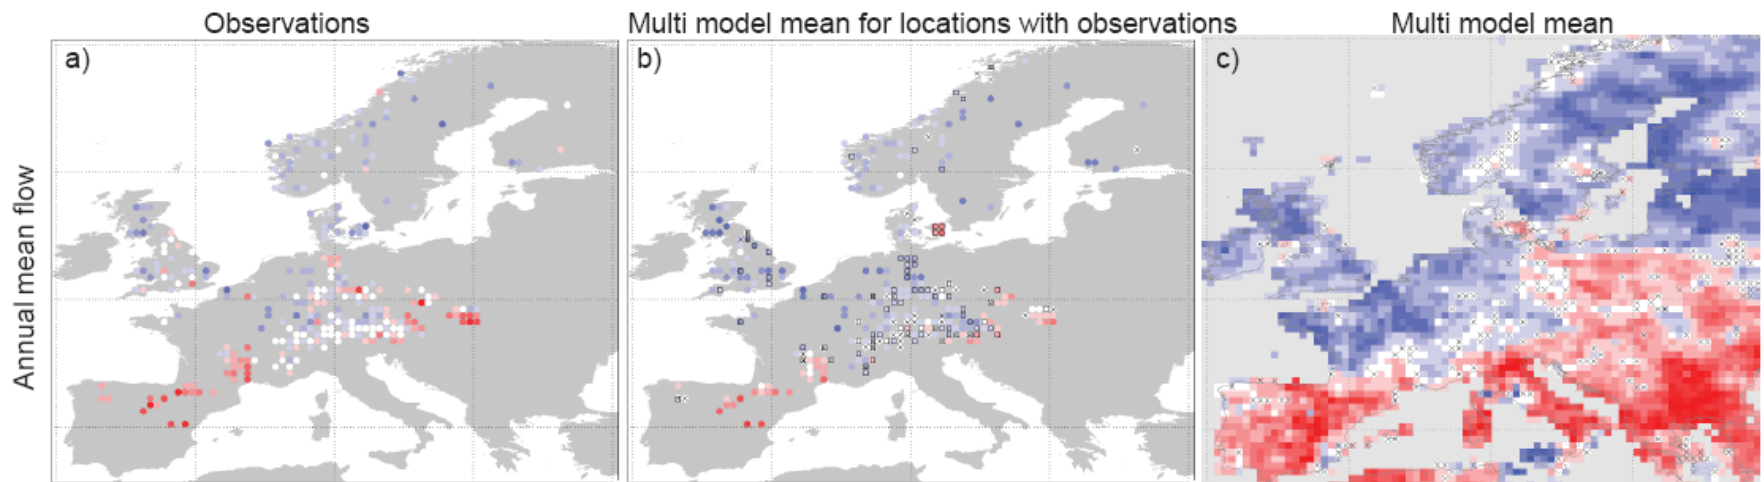 Observations
Multi model mean for locations with observations
Multi model mean
a)
b)
c)
Annual mean flow